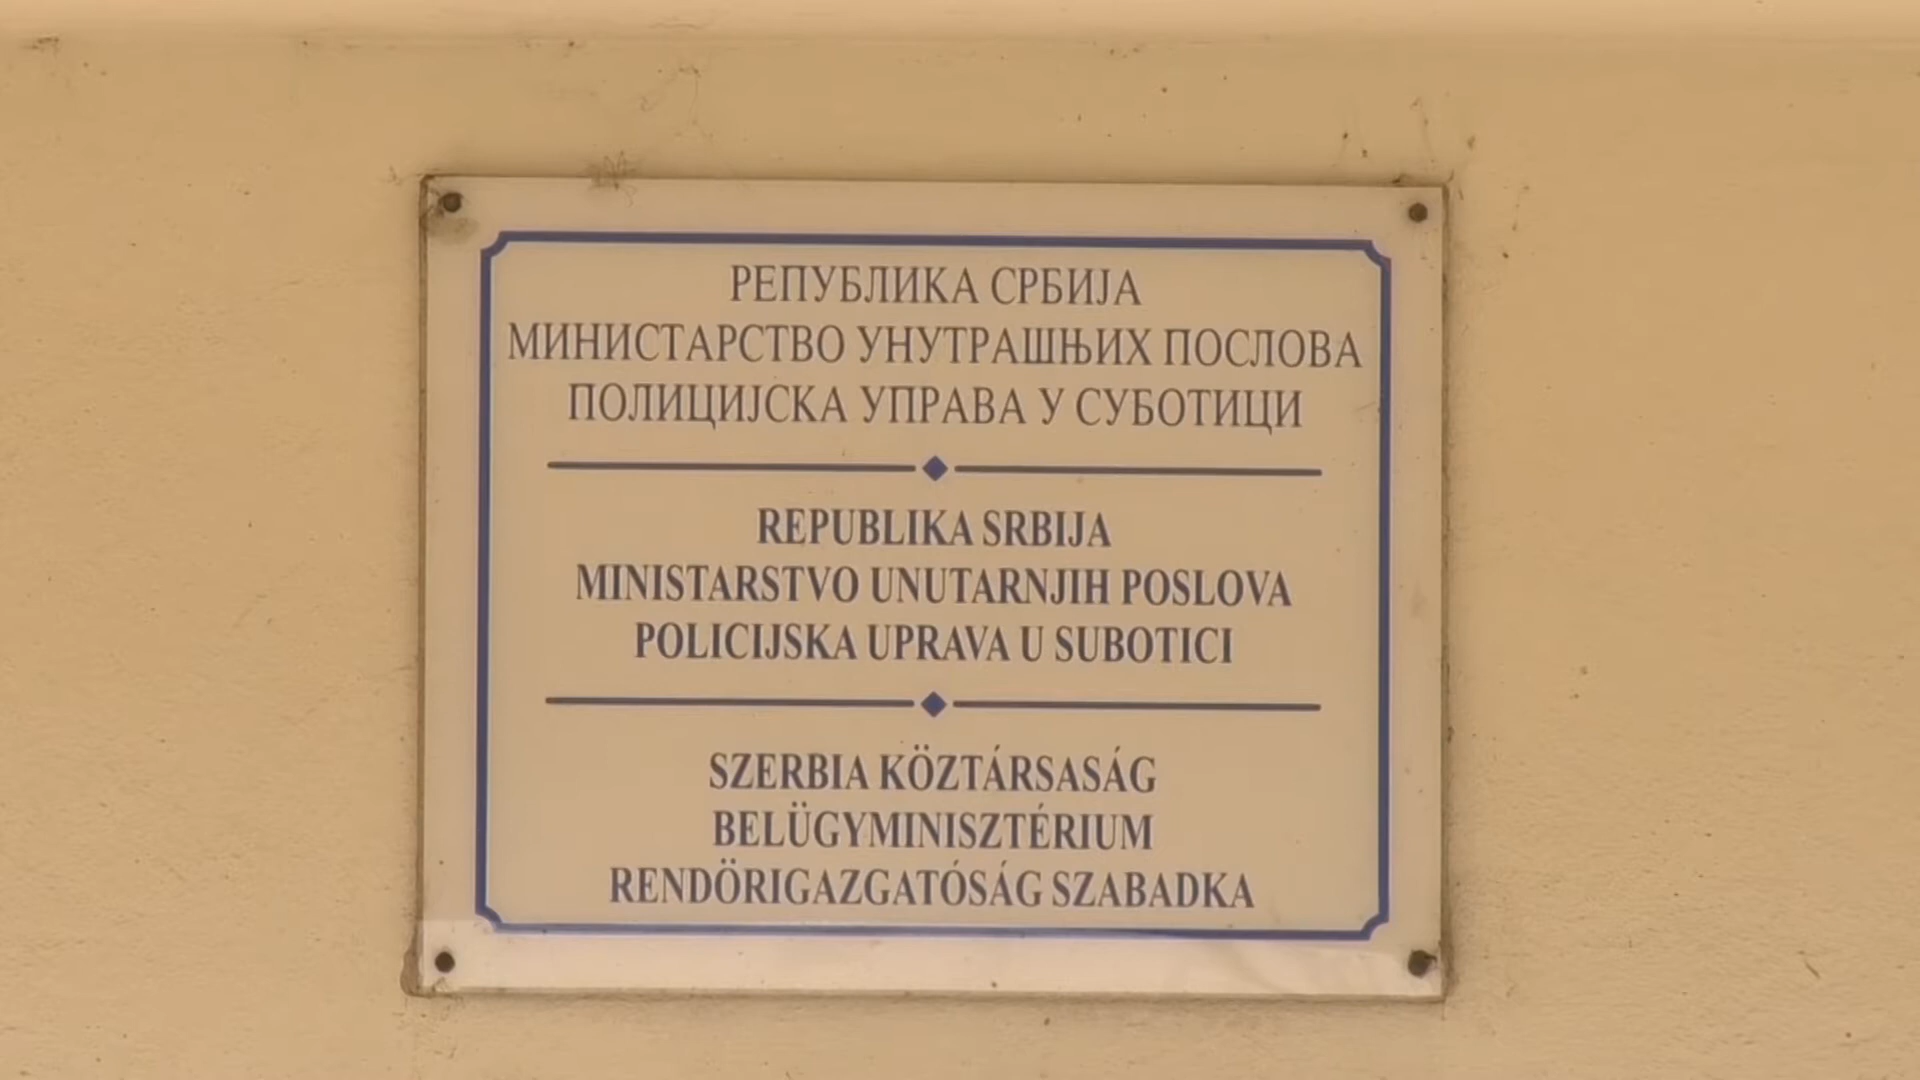 РЕПУБЛИКА СРБИЈА
МИНИСТАРСТВО УНУТРАШЊИХ ПОСЛОВА
ПОЛИЦИЈСКА УПРАВА У СУБОТИЦИ
REPUBLIKA SRBIJA
MINISTARSTVO UNUTARNJIH POSLOVA
POLICIJSKA UPRAVA U SUBOTICI
SZERBIA KÖZTÁRSASÁG
BELÜGYMINISZTÉRIUM
RENDÖRIGAZGATÓSÁG SZABADKA